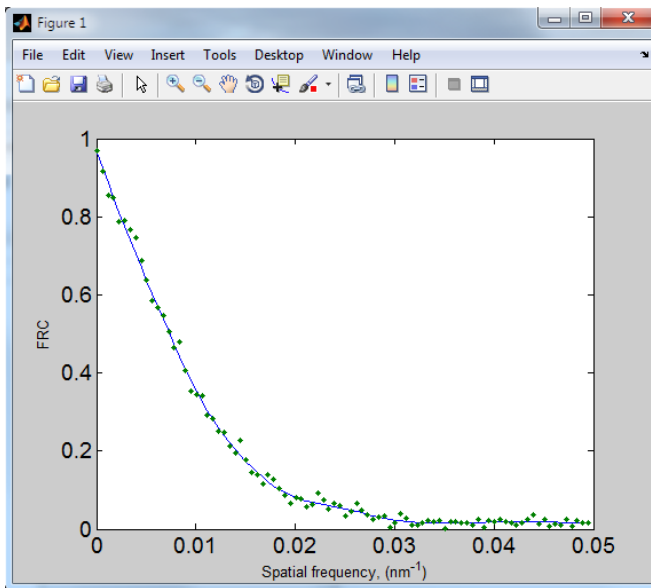 Figure 1
File Edit View Insert Tools Desktop Window Help
1
0.8
0.6
0.4
0.2
0
FRC
0 0.01 0.02 0.03 0.04 0.05
Spatial frequency, (nm⁻¹)